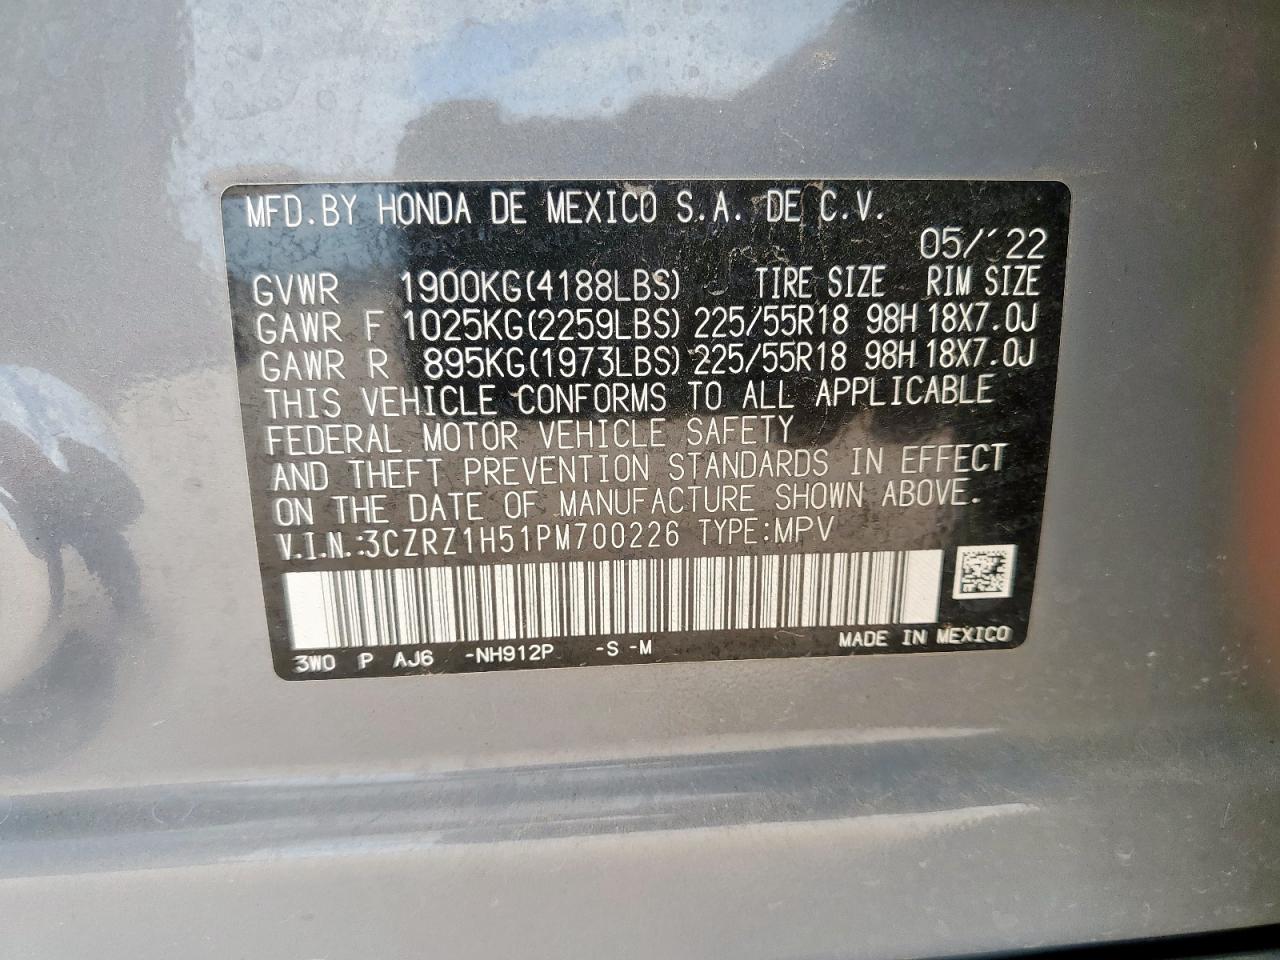 MFD.BY HONDA DE MEXICO S.A. DE C.V.
05/'22
GVWR 1900KG(4188LBS) TIRE SIZE RIM SIZE
GAWR F 1025KG(2259LBS) 225/55R18 98H 18X7.0J
GAWR R 895KG(1973LBS) 225/55R18 98H 18X7.0J
THIS VEHICLE CONFORMS TO ALL APPLICABLE
FEDERAL MOTOR VEHICLE SAFETY
AND THEFT PREVENTION STANDARDS IN EFFECT
ON THE DATE OF MANUFACTURE SHOWN ABOVE.
V.I.N.:3CZRZ1H51PM700226 TYPE:MPV
MADE IN MEXICO
3W0 P AJ6 -NH912P -S -M